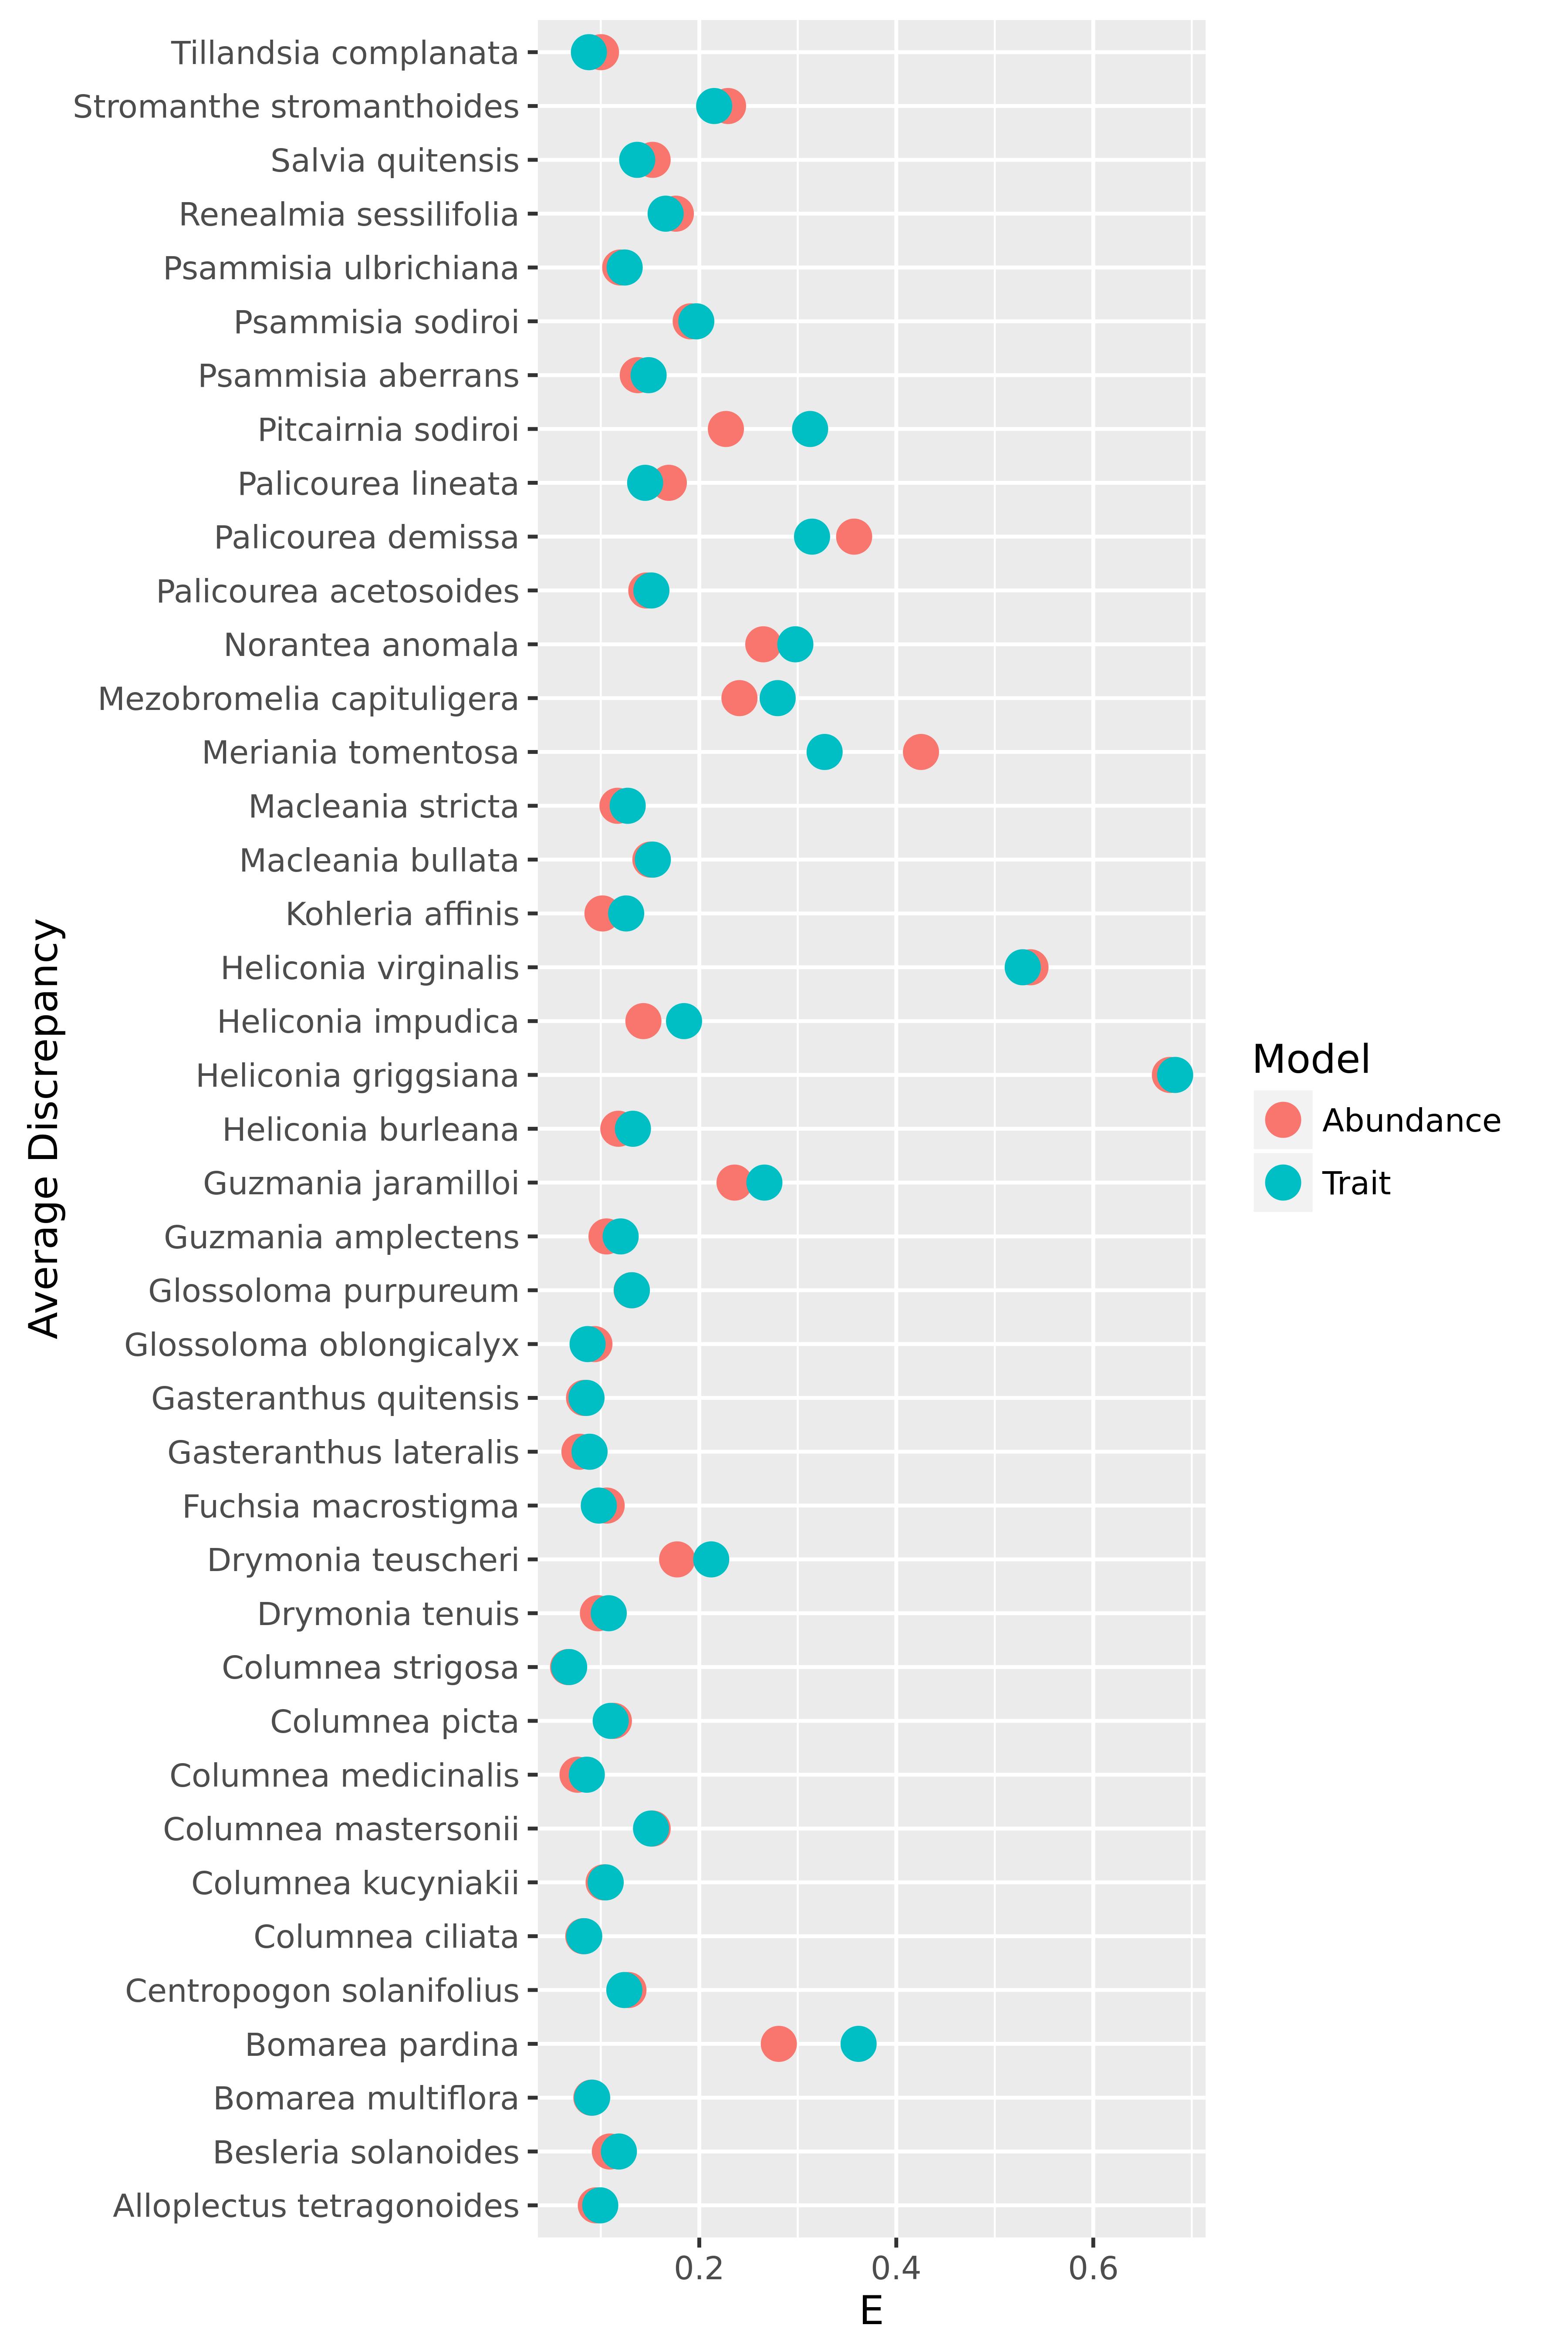 Tillandsia complanata
Stromanthe stromanthoides
Salvia quitensis
Renealmia sessilifolia
Psammisia ulbrichiana
Psammisia sodiroi
Psammisia aberrans
Pitcairnia sodiroi
Palicourea lineata
Palicourea demissa
Palicourea acetosoides
Norantea anomala
Mezobromelia capituligera
Meriania tomentosa
Macleania stricta
Macleania bullata
Kohleria affinis
Heliconia virginalis
Heliconia impudica
Heliconia griggsiana
Heliconia burleana
Guzmania jaramilloi
Guzmania amplectens
Glossoloma purpureum
Glossoloma oblongicalyx
Gasteranthus quitensis
Gasteranthus lateralis
Fuchsia macrostigma
Drymonia teuscheri
Drymonia tenuis
Columnea strigosa
Columnea picta
Columnea medicinalis
Columnea mastersonii
Columnea kucyniakii
Columnea ciliata
Centropogon solanifolius
Bomarea pardina
Bomarea multiflora
Besleria solanoides
Alloplectus tetragonoides
Average Discrepancy
0.2 0.4 0.6
E
Model
Abundance
Trait